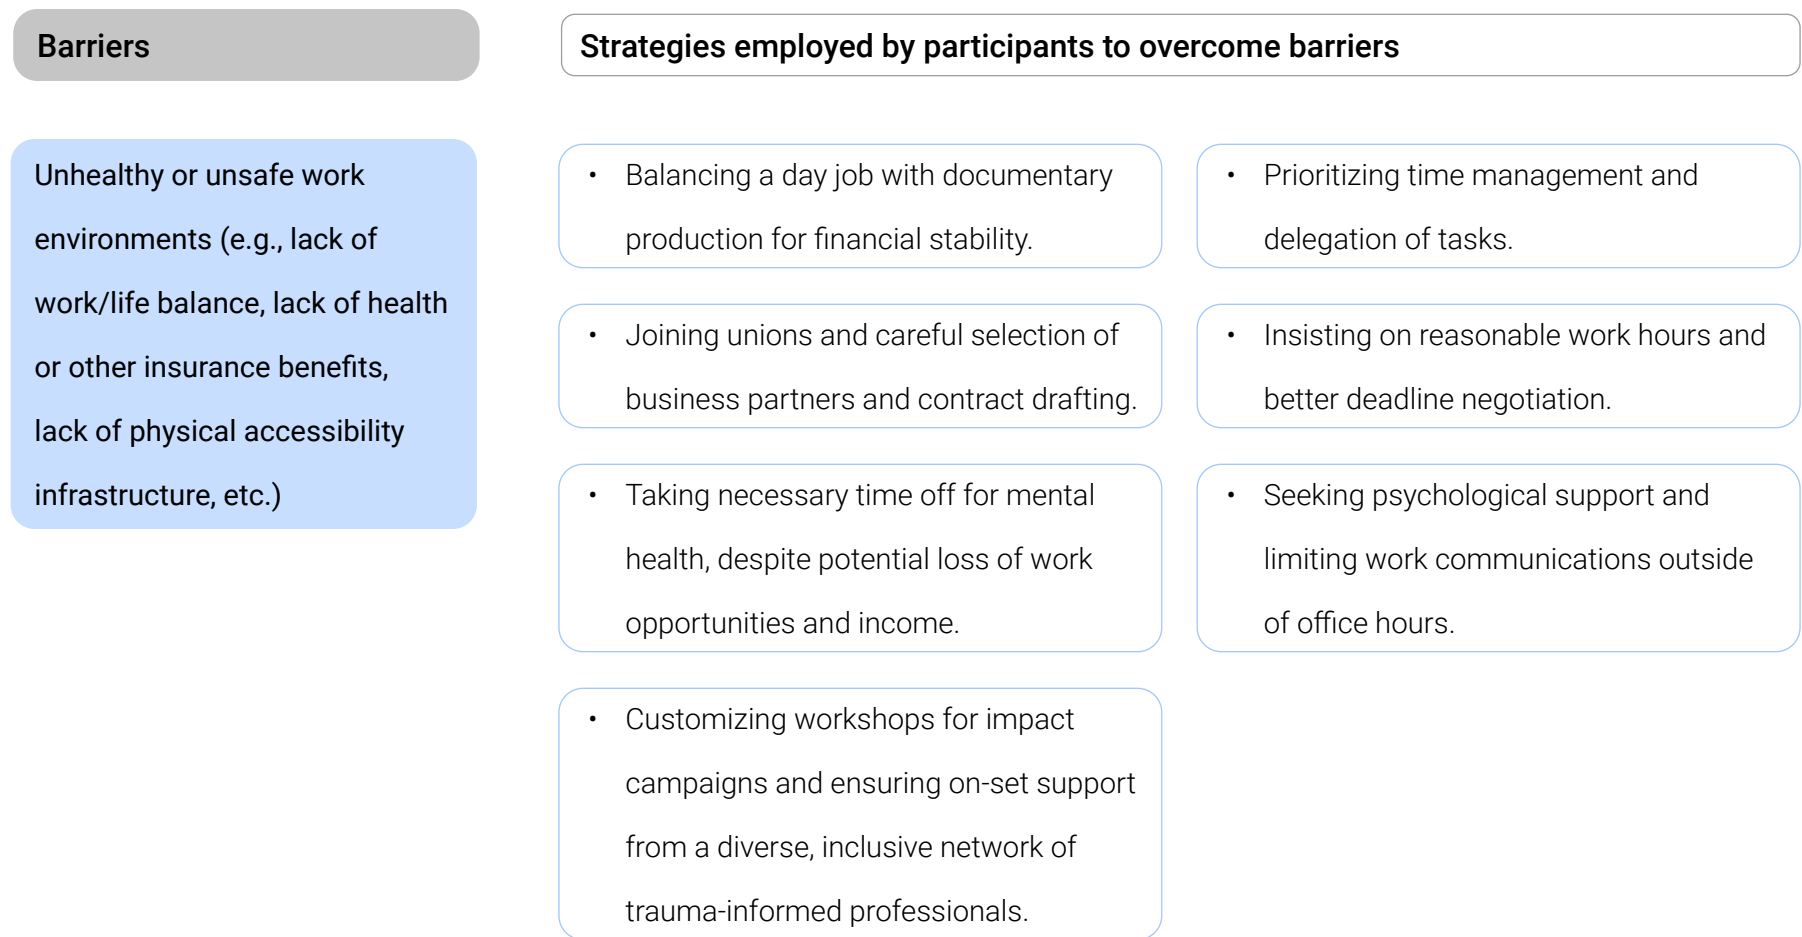 Barriers
Strategies employed by participants to overcome barriers
Unhealthy or unsafe work
environments (e.g., lack of
work/life balance, lack of health
or other insurance benefits,
lack of physical accessibility
infrastructure, etc.)
• Balancing a day job with documentary
production for financial stability.
• Prioritizing time management and
delegation of tasks.
• Joining unions and careful selection of
business partners and contract drafting.
• Insisting on reasonable work hours and
better deadline negotiation.
• Taking necessary time off for mental
health, despite potential loss of work
opportunities and income.
• Seeking psychological support and
limiting work communications outside
of office hours.
• Customizing workshops for impact
campaigns and ensuring on-set support
from a diverse, inclusive network of
trauma-informed professionals.